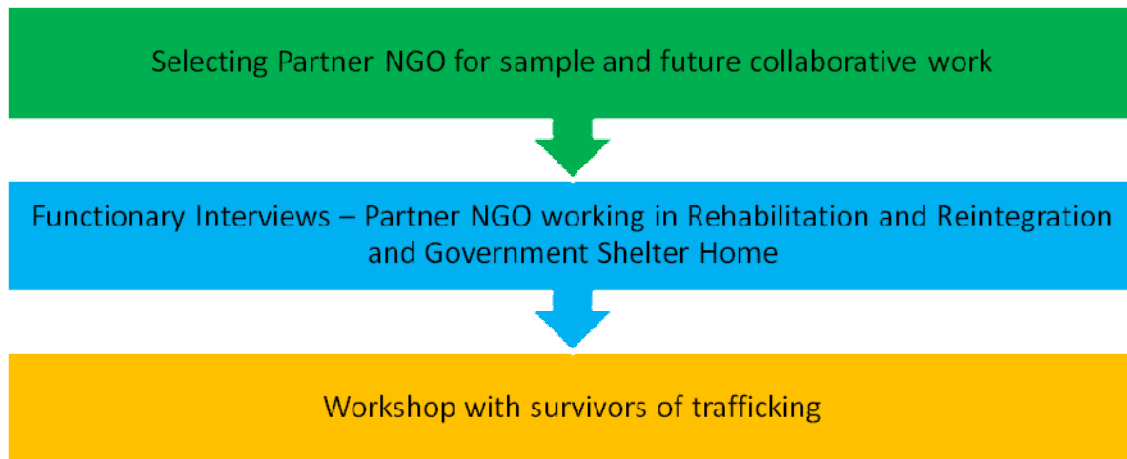 Selecting Partner NGO for sample and future collaborative work
Functionary Interviews – Partner NGO working in Rehabilitation and Reintegration
and Government Shelter Home
Workshop with survivors of trafficking